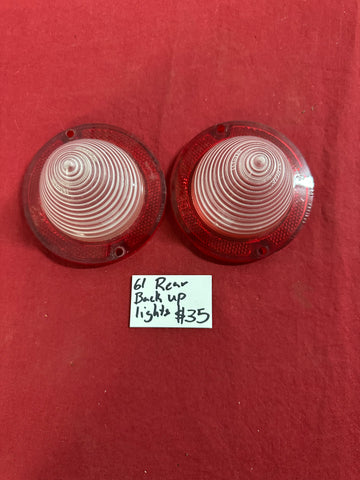 61 Rear
Back up
lights $35